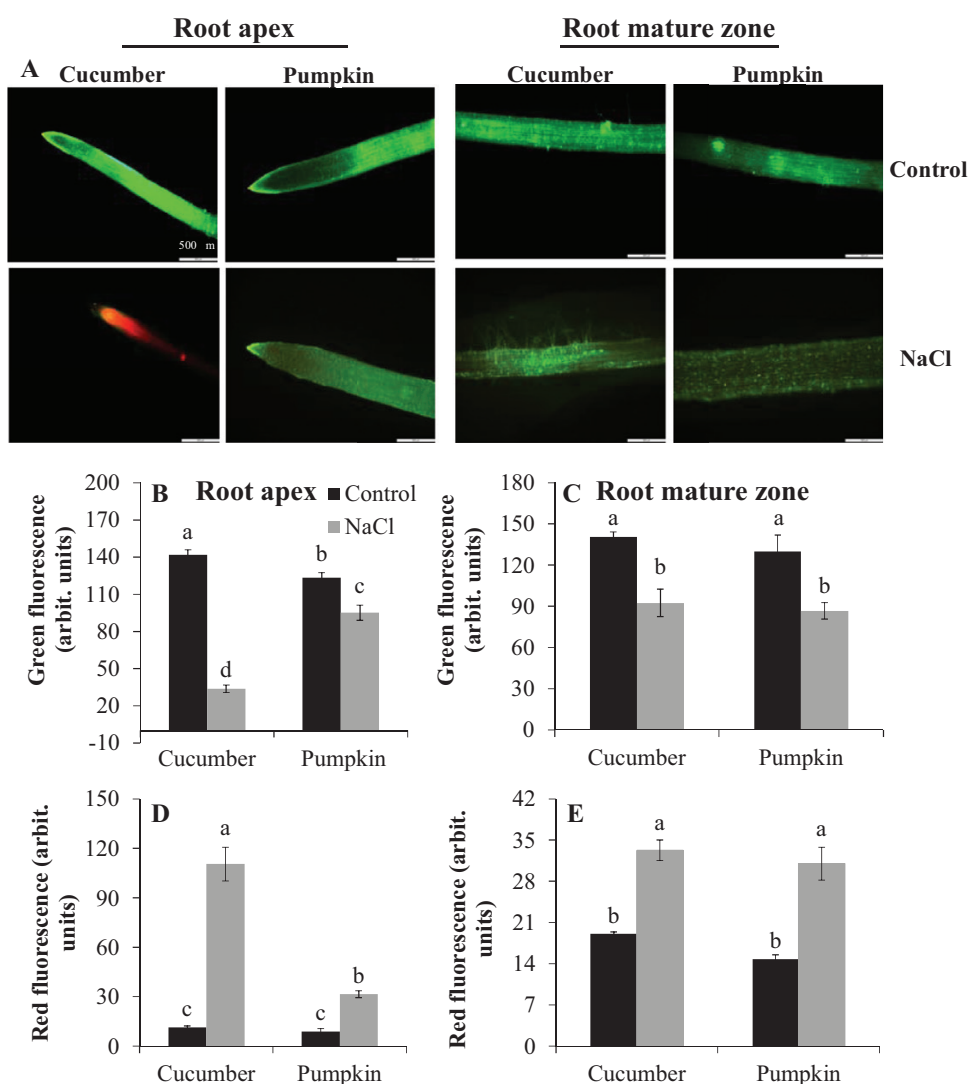 Root apex
Root mature zone
A
Cucumber
Pumpkin
Cucumber
Pumpkin
Control
500 m
NaCl
B
Root apex
Control
NaCl
Green fluorescence
(arbit. units)
200
170
140
110
80
50
20
-10
a
d
b
c
Cucumber
Pumpkin
C
Root mature zone
Green fluorescence
(arbit. units)
180
150
120
90
60
30
0
a
b
a
b
Cucumber
Pumpkin
D
Red fluorescence (arbit.
units)
150
120
90
60
30
0
c
a
c
b
Cucumber
Pumpkin
E
Red fluorescence (arbit.
units)
42
35
28
21
14
7
0
b
a
b
a
Cucumber
Pumpkin